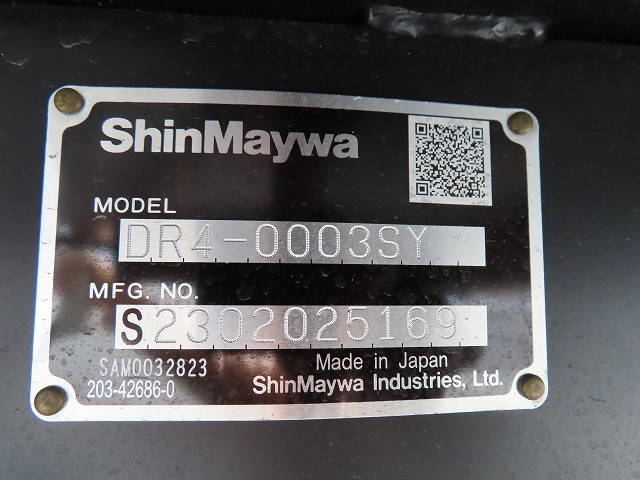 ShinMaywa
MODEL
DR4-0003SY
MFG. NO.
S2302025169
SAM0032823
Made in Japan
203-42686-0
ShinMaywa Industries, Ltd.